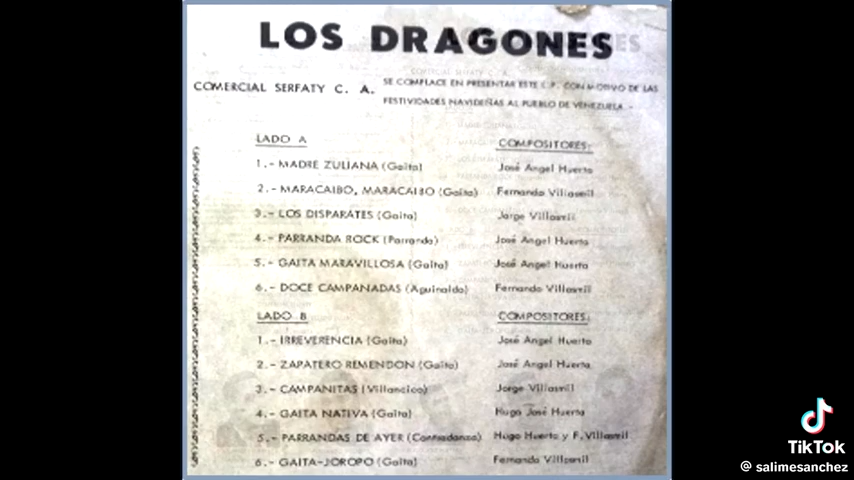 LOS DRAGONES
COMERCIAL SERFATY C. A. SE COMPLACE EN PRESENTAR ESTE L.P. CON MOTIVO DE LAS
FESTIVIDADES NAVIDEÑAS AL PUEBLO DE VENEZUELA.-
LADO A COMPOSITORES:
1.- MADRE ZULIANA (Gaita) José Angel Huerta
2.- MARACAIBO, MARACAIBO (Gaita) Fernando Villasmil
3.- LOS DISPARATES (Gaita) Jorge Villasmil
4.- PARRANDA ROCK (Parranda) José Angel Huerta
5.- GAITA MARAVILLOSA (Gaita) José Angel Huerta
6.- DOCE CAMPANADAS (Aguinaldo) Fernando Villasmil
LADO B COMPOSITORES:
1.- IRREVERENCIA (Gaita) José Angel Huerta
2.- ZAPATERO REMENDON (Gaita) José Angel Huerta
3.- CAMPANITAS (Villancico) Jorge Villasmil
4.- GAITA NATIVA (Gaita) Hugo José Huerta
5.- PARRANDAS DE AYER (Contradanza) Hugo Huerta y F. Villasmil
6.- GAITA-JOROPO (Gaita) Fernando Villasmil
TikTok
@ salimesanchez